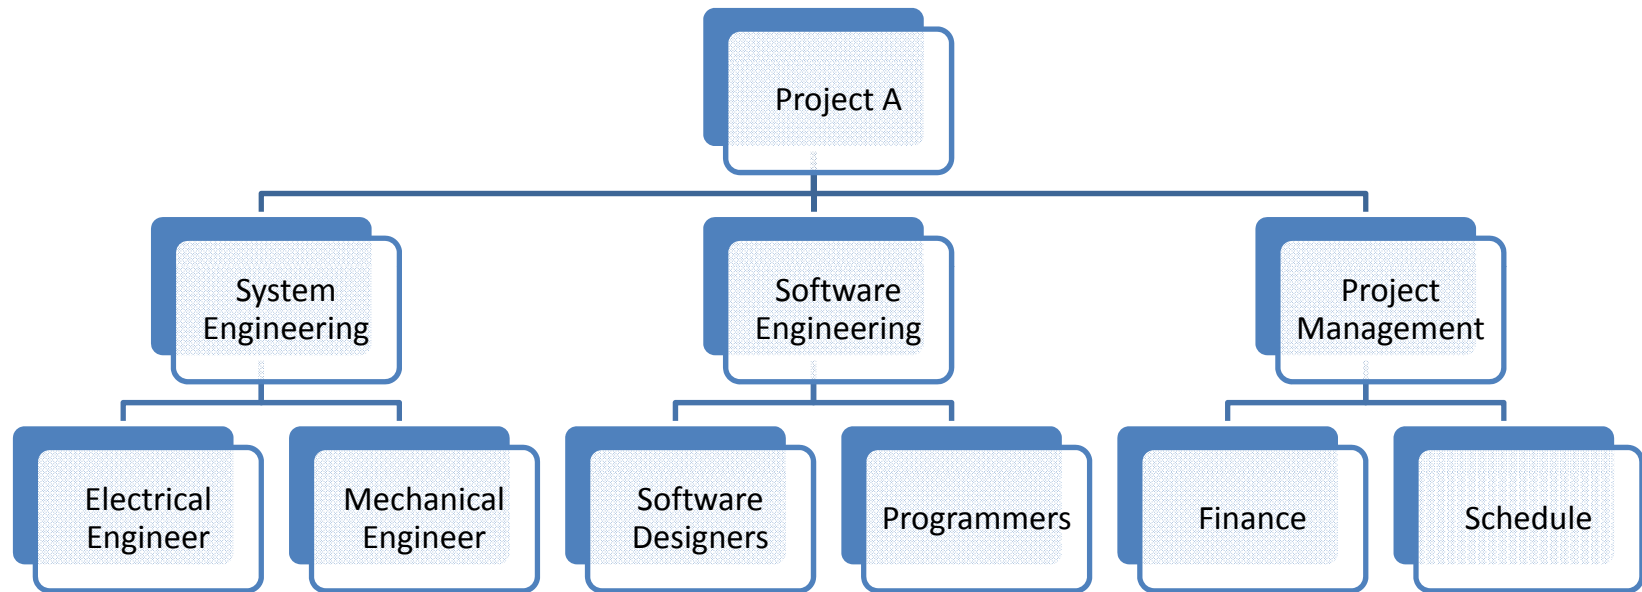 Project A
System
Engineering
Software
Engineering
Project
Management
Electrical
Engineer
Mechanical
Engineer
Software
Designers
Programmers
Finance
Schedule